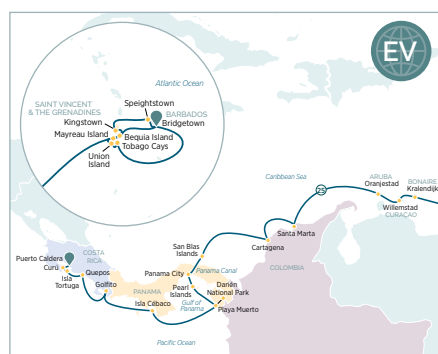 EV
Atlantic Ocean
SAINT VINCENT
& THE GRENADINES
Speightstown
BARBADOS
Bridgetown
Kingstown
Mayreau Island
Bequia Island
Tobago Cays
Union
Island
Caribbean Sea
25
ARUBA
Oranjestad
BONAIRE
Kralendijk
Willemstad
CURAÇAO
Santa Marta
Cartagena
San Blas
Islands
COLOMBIA
COSTA
RICA
Puerto Caldera
Curú
Isla
Tortuga
Quepos
Golfito
Panama City
Panama Canal
PANAMA
Pearl
Islands
Darién
National Park
Gulf of
Panama
Isla Cébaco
Playa Muerto
Pacific Ocean